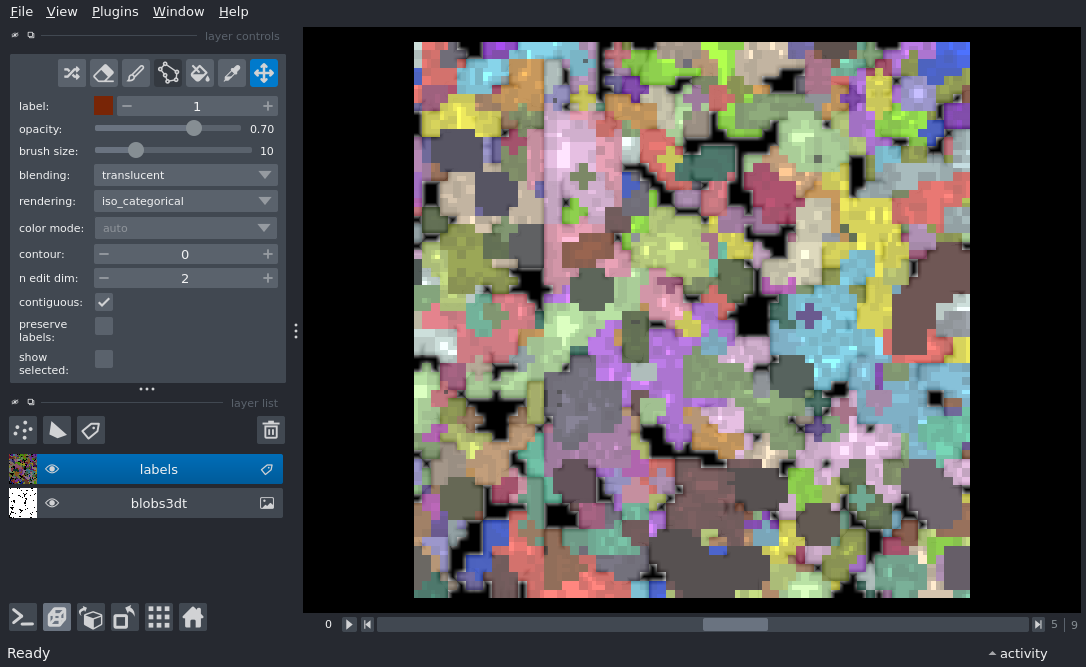 File View Plugins Window Help
layer controls
label: 1
opacity: 0.70
brush size: 10
blending: translucent
rendering: iso_categorical
color mode: auto
contour: 0
n edit dim: 2
contiguous:
preserve
labels:
show
selected:
layer list
labels
blobs3dt
0 5 9
Ready activity